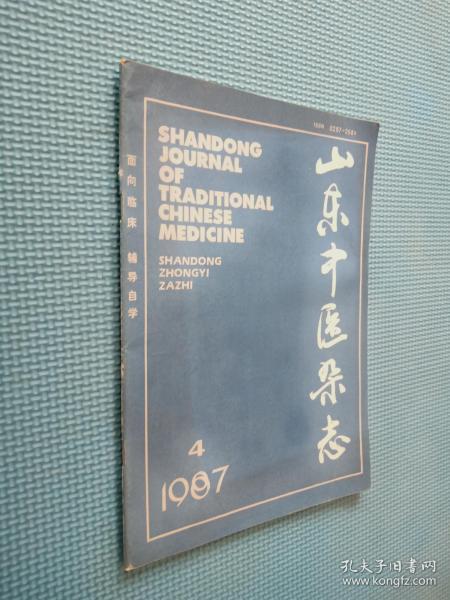 ISSN 0257-358X
SHANDONG
JOURNAL
OF
TRADITIONAL
CHINESE
MEDICINE
SHANDONG
ZHONGYI
ZAZHI
山东中医杂志
面向临床 辅导自学
4
1987
孔夫子旧书网
www.kongfz.com